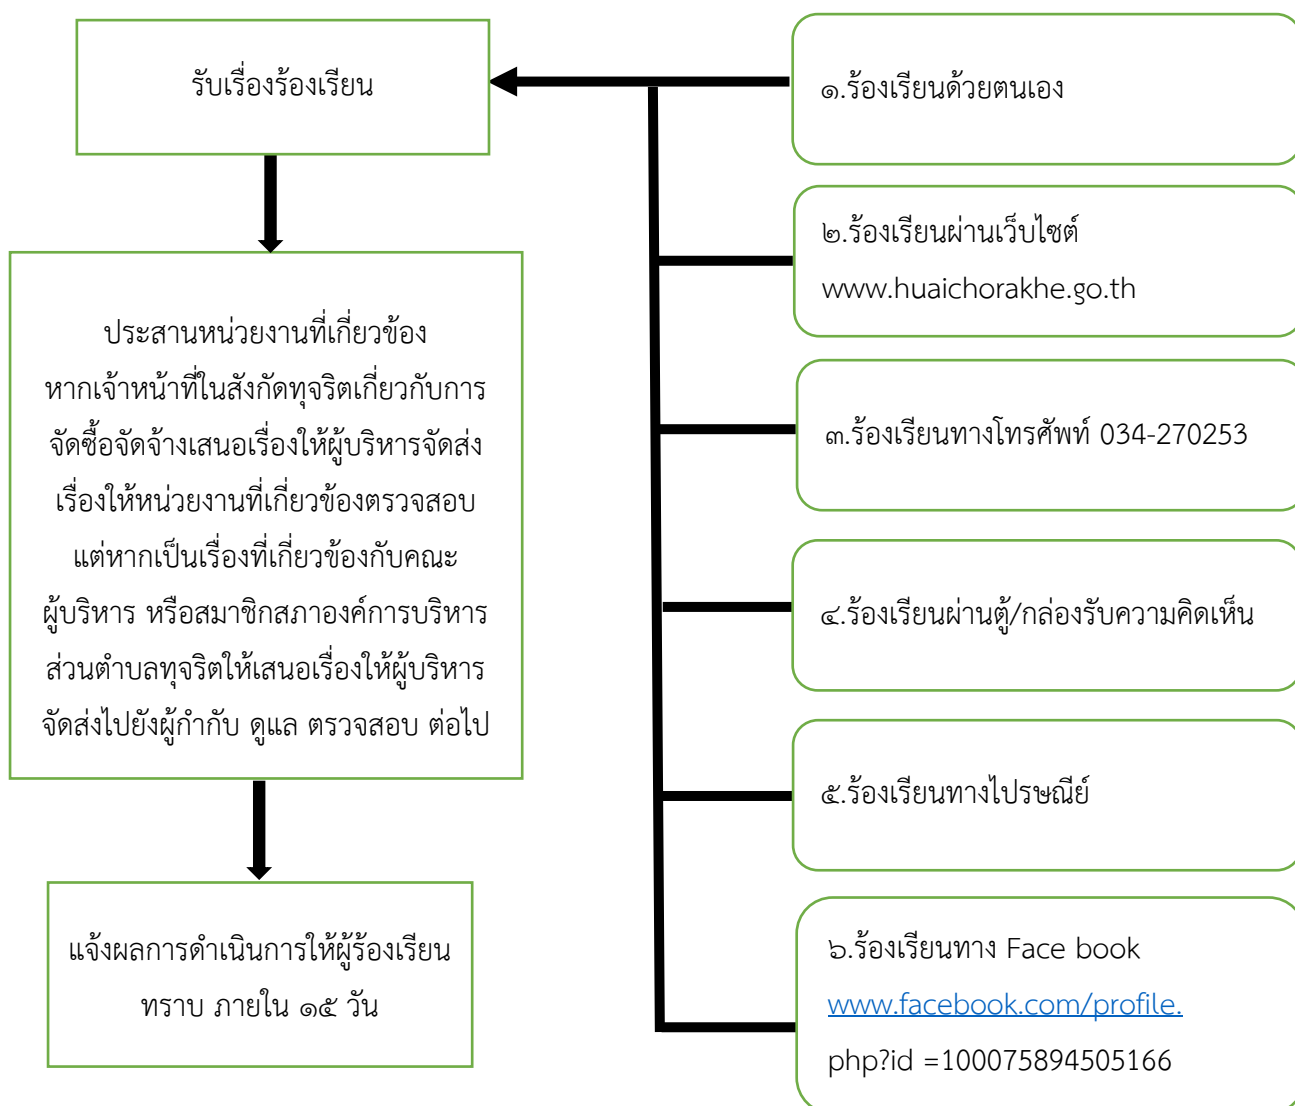 รับเรื่องร้องเรียน
ประสานหน่วยงานที่เกี่ยวข้อง
หากเจ้าหน้าที่ในสังกัดทุจริตเกี่ยวกับการ
จัดซื้อจัดจ้างเสนอเรื่องให้ผู้บริหารจัดส่ง
เรื่องให้หน่วยงานที่เกี่ยวข้องตรวจสอบ
แต่หากเป็นเรื่องที่เกี่ยวข้องกับคณะ
ผู้บริหาร หรือสมาชิกสภาองค์การบริหาร
ส่วนตำบลทุจริตให้เสนอเรื่องให้ผู้บริหาร
จัดส่งไปยังผู้กำกับ ดูแล ตรวจสอบ ต่อไป
แจ้งผลการดำเนินการให้ผู้ร้องเรียน
ทราบ ภายใน ๑๕ วัน
๑.ร้องเรียนด้วยตนเอง
๒.ร้องเรียนผ่านเว็บไซต์
www.huaichorakhe.go.th
๓.ร้องเรียนทางโทรศัพท์ 034-270253
๔.ร้องเรียนผ่านตู้/กล่องรับความคิดเห็น
๕.ร้องเรียนทางไปรษณีย์
๖.ร้องเรียนทาง Face book
www.facebook.com/profile.
php?id =100075894505166